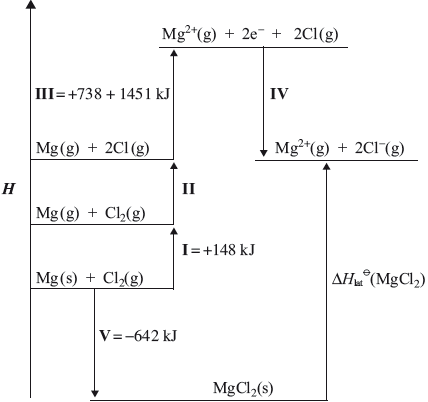 Mg²⁺(g) + 2e⁻ + 2Cl(g)
III = +738 + 1451 kJ
IV
Mg(g) + 2Cl(g)
Mg²⁺(g) + 2Cl⁻(g)
H
II
Mg(g) + Cl₂(g)
I = +148 kJ
Mg(s) + Cl₂(g)
ΔH_lat^⊖(MgCl₂)
V = −642 kJ
MgCl₂(s)